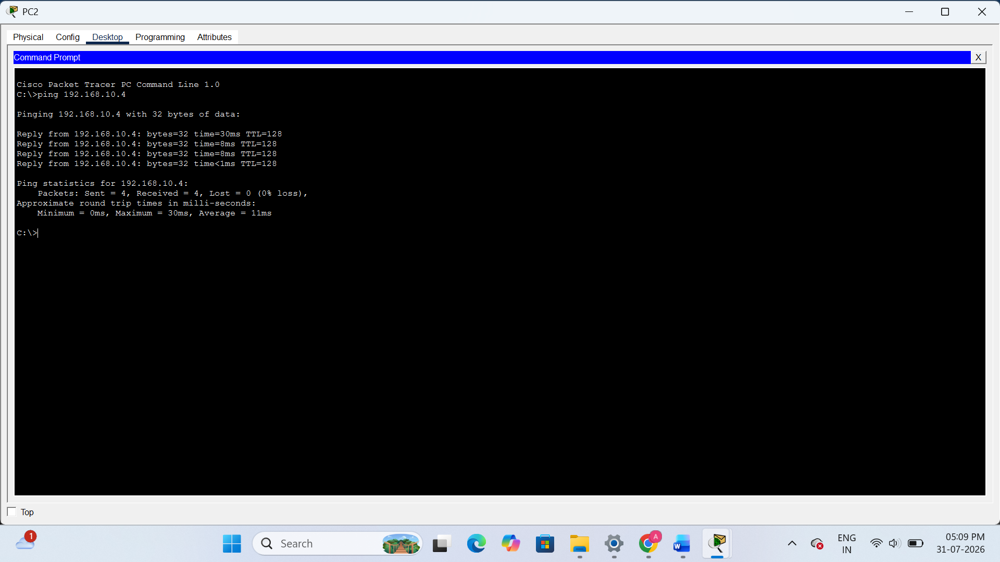 PC2
Physical Config Desktop Programming Attributes
Command Prompt
X
Cisco Packet Tracer PC Command Line 1.0
C:\>ping 192.168.10.4
Pinging 192.168.10.4 with 32 bytes of data:
Reply from 192.168.10.4: bytes=32 time=30ms TTL=128
Reply from 192.168.10.4: bytes=32 time=8ms TTL=128
Reply from 192.168.10.4: bytes=32 time=8ms TTL=128
Reply from 192.168.10.4: bytes=32 time<1ms TTL=128
Ping statistics for 192.168.10.4:
Packets: Sent = 4, Received = 4, Lost = 0 (0% loss),
Approximate round trip times in milli-seconds:
Minimum = 0ms, Maximum = 30ms, Average = 11ms
C:\>
Top
1
Search
A
W
ENG
IN
05:09 PM
31-07-2026